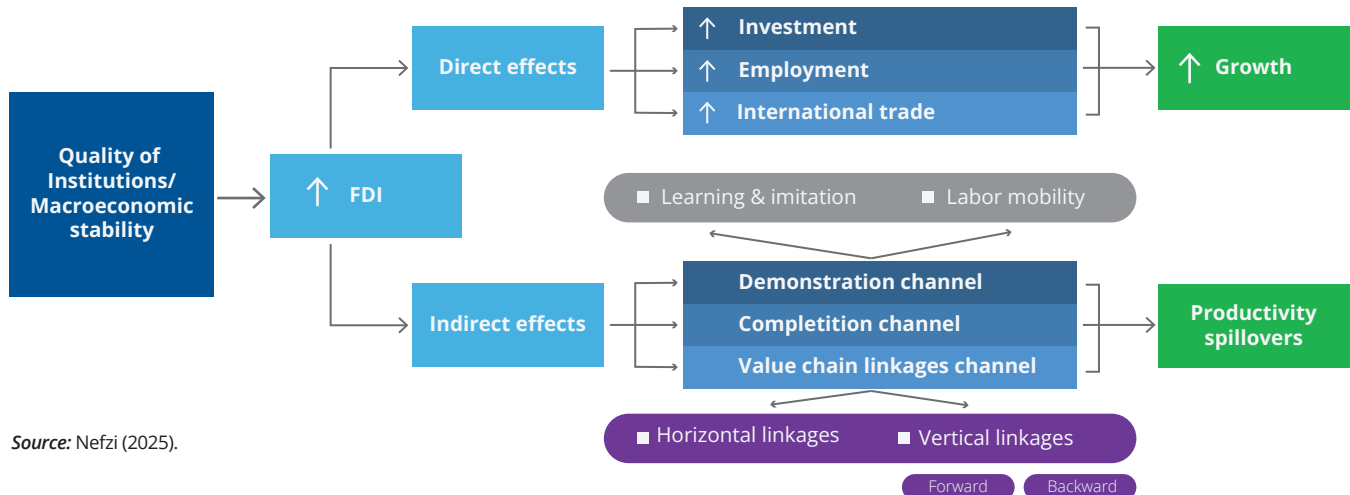 Quality of
Institutions/
Macroeconomic
stability
↑ FDI
Direct effects
↑ Investment
↑ Employment
↑ International trade
↑ Growth
■ Learning & imitation
■ Labor mobility
Indirect effects
Demonstration channel
Completition channel
Value chain linkages channel
Productivity
spillovers
■ Horizontal linkages
■ Vertical linkages
Forward
Backward
Source: Nefzi (2025).